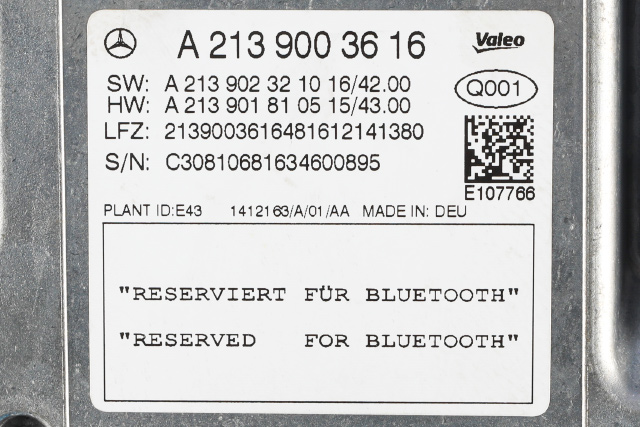 A 213 900 36 16
Valeo
SW: A 213 902 32 10 16/42.00
HW: A 213 901 81 05 15/43.00
Q001
LFZ: 2139003616481612141380
S/N: C30810681634600895
E107766
PLANT ID:E43 1412163/A/01/AA MADE IN: DEU
"RESERVIERT FÜR BLUETOOTH"
"RESERVED FOR BLUETOOTH"